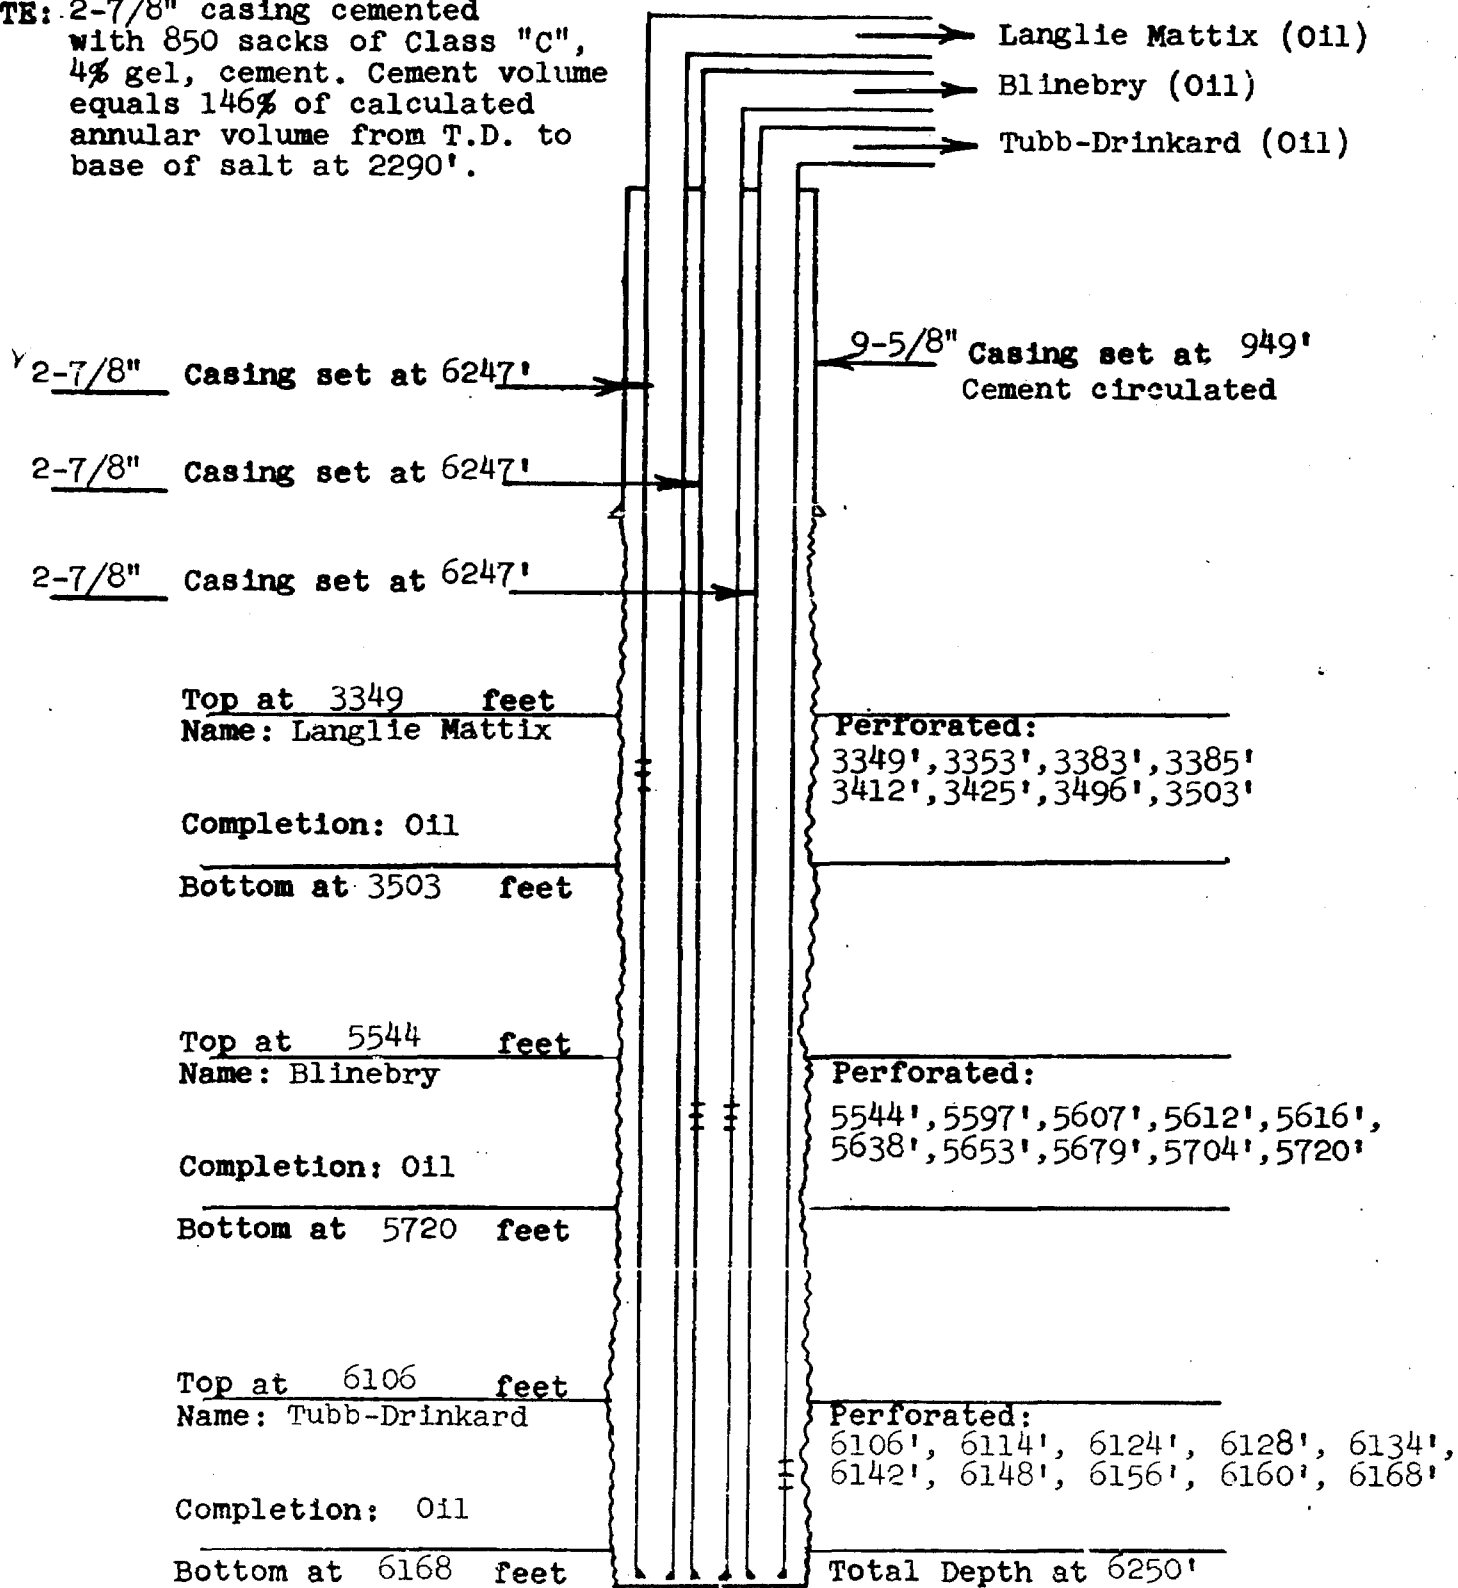 TE: 2-7/8" casing cemented
with 850 sacks of Class "C",
4% gel, cement. Cement volume
equals 146% of calculated
annular volume from T.D. to
base of salt at 2290'.
Langlie Mattix (Oil)
Blinebry (Oil)
Tubb-Drinkard (Oil)
9-5/8" Casing set at 949'
Cement circulated
2-7/8" Casing set at 6247'
2-7/8" Casing set at 6247'
2-7/8" Casing set at 6247'
Top at 3349 feet
Name: Langlie Mattix
Perforated:
3349',3353',3383',3385'
3412',3425',3496',3503'
Completion: Oil
Bottom at 3503 feet
Top at 5544 feet
Name: Blinebry
Perforated:
5544',5597',5607',5612',5616',
5638',5653',5679',5704',5720'
Completion: Oil
Bottom at 5720 feet
Top at 6106 feet
Name: Tubb-Drinkard
Perforated:
6106', 6114', 6124', 6128', 6134',
6142', 6148', 6156', 6160', 6168'
Completion: Oil
Bottom at 6168 feet
Total Depth at 6250'